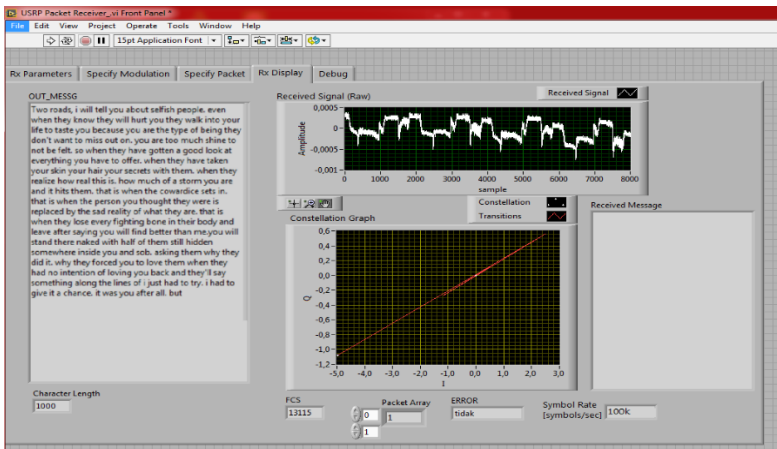 USRP Packet Receiver_.vi Front Panel *
File Edit View Project Operate Tools Window Help
15pt Application Font
Rx Parameters Specify Modulation Specify Packet Rx Display Debug
OUT_MESSG
Two roads, i will tell you about selfish people. even
when they know they will hurt you they walk into your
life to taste you because you are the type of being they
don't want to miss out on. you are too much shine to
not be felt. so when they have gotten a good look at
everything you have to offer. when they have taken
your skin your hair your secrets with them. when they
realize how real this is. how much of a storm you are
and it hits them. that is when the cowardice sets in.
that is when the person you thought they were is
replaced by the sad reality of what they are. that is
when they lose every fighting bone in their body and
leave after saying you will find better than me.you will
stand there naked with half of them still hidden
somewhere inside you and sob. asking them why they
did it. why they forced you to love them when they
had no intention of loving you back and they'll say
something along the lines of i just had to try. i had to
give it a chance. it was you after all. but
Character Length
1000
Received Signal (Raw)
Received Signal
Amplitude
0,0005
0
-0,0005
-0,001
0 1000 2000 3000 4000 5000 6000 7000 8000
sample
Constellation
Transitions
Constellation Graph
Q
0,6
0,4
0,2
0,0
-0,2
-0,4
-0,6
-0,8
-1,0
-1,2
-5,0 -4,0 -3,0 -2,0 -1,0 0,0 1,0 2,0 3,0
I
Received Message
FCS
13115
Packet Array
0
1
1
ERROR
tidak
Symbol Rate
[symbols/sec] 100k